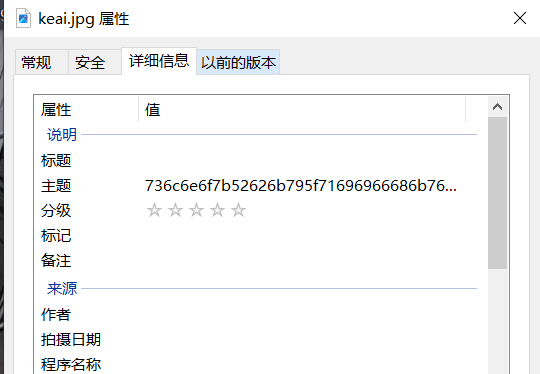 keai.jpg 属性
常规 安全 详细信息 以前的版本
属性 值
说明
标题
主题 736c6e6f7b52626b795f71696966686b76...
分级
标记
备注
来源
作者
拍摄日期
程序名称